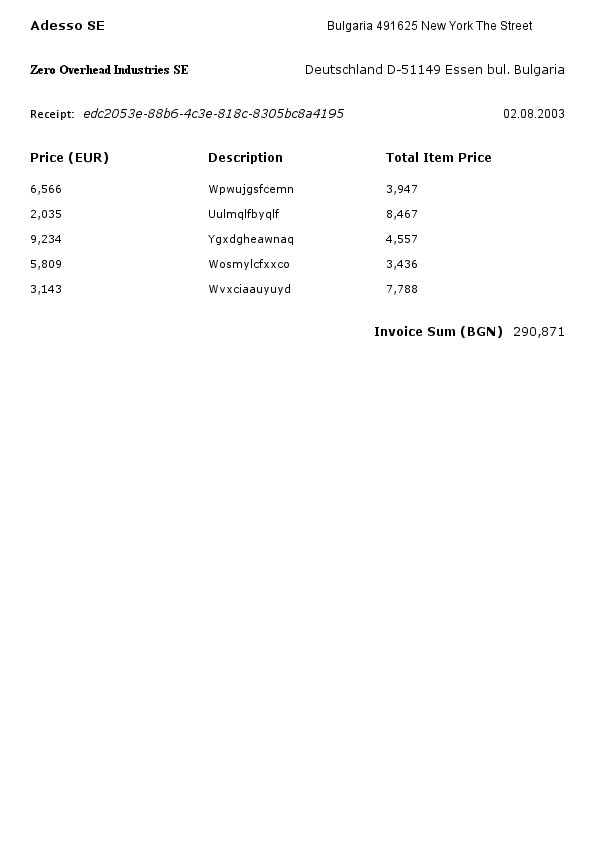 Adesso SE Bulgaria 491625 New York The Street
Zero Overhead Industries SE Deutschland D-51149 Essen bul. Bulgaria
Receipt: edc2053e-88b6-4c3e-818c-8305bc8a4195 02.08.2003
Price (EUR) Description Total Item Price
6,566 Wpwujgsfcemn 3,947
2,035 Uulmqlfbyqlf 8,467
9,234 Ygxdgheawnaq 4,557
5,809 Wosmylcfxxco 3,436
3,143 Wvxciaauyuyd 7,788
Invoice Sum (BGN) 290,871